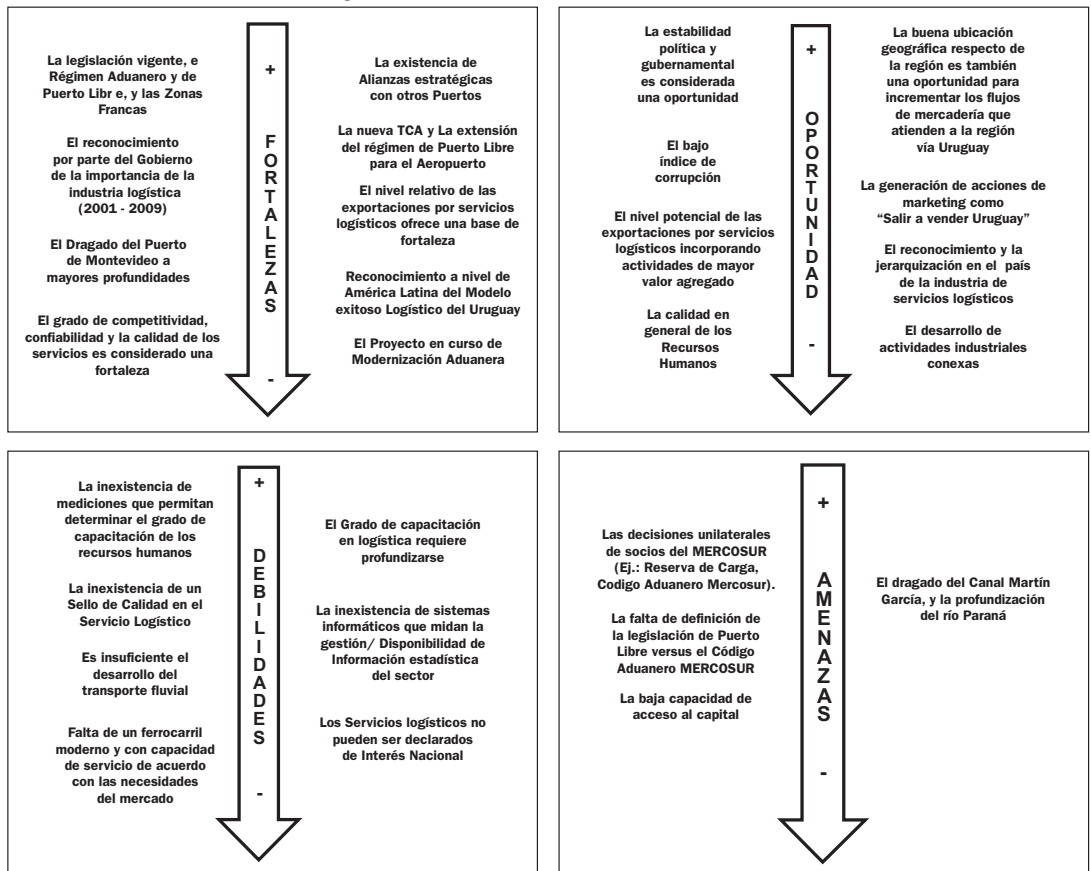 La legislación vigente, e
Régimen Aduanero y de
Puerto Libr e, y las Zonas
Francas
El reconocimiento
por parte del Gobierno
de la importancia de la
industria logística
(2001 - 2009)
El Dragado del Puerto
de Montevideo a
mayores profundidades
El grado de competitividad,
confiabilidad y la calidad de los
servicios es considerado una
fortaleza
+
FORTALEZAS
-
La existencia de
Alianzas estratégicas
con otros Puertos
La nueva TCA y La extensión
del régimen de Puerto Libre
para el Aeropuerto
El nivel relativo de las
exportaciones por servicios
logísticos ofrece una base de
fortaleza
Reconocimiento a nivel de
América Latina del Modelo
exitoso Logístico del Uruguay
El Proyecto en curso de
Modernización Aduanera
La estabilidad
política y
gubernamental
es considerada
una oportunidad
El bajo
índice de
corrupción
El nivel potencial de las
exportaciones por servicios
logísticos incorporando
actividades de mayor
valor agregado
La calidad en
general de los
Recursos
Humanos
+
OPORTUNIDAD
-
La buena ubicación
geográfica respecto de
la región es también
una oportunidad para
incrementar los flujos
de mercadería que
atienden a la región
vía Uruguay
La generación de acciones de
marketing como
“Salir a vender Uruguay”
El reconocimiento y la
jerarquización en el país
de la industria de
servicios logísticos
El desarrollo de
actividades industriales
conexas
La inexistencia de
mediciones que permitan
determinar el grado de
capacitación de los
recursos humanos
La inexistencia de un
Sello de Calidad en el
Servicio Logístico
Es insuficiente el
desarrollo del
transporte fluvial
Falta de un ferrocarril
moderno y con capacidad
de servicio de acuerdo
con las necesidades
del mercado
+
DEBILIDADES
-
El Grado de capacitación
en logística requiere
profundizarse
La inexistencia de sistemas
informáticos que midan la
gestión/ Disponibilidad de
Información estadística
del sector
Los Servicios logísticos no
pueden ser declarados
de Interés Nacional
Las decisiones unilaterales
de socios del MERCOSUR
(Ej.: Reserva de Carga,
Codigo Aduanero Mercosur).
La falta de definición de
la legislación de Puerto
Libre versus el Código
Aduanero MERCOSUR
La baja capacidad de
acceso al capital
+
AMENAZAS
-
El dragado del Canal Martín
García, y la profundización
del río Paraná